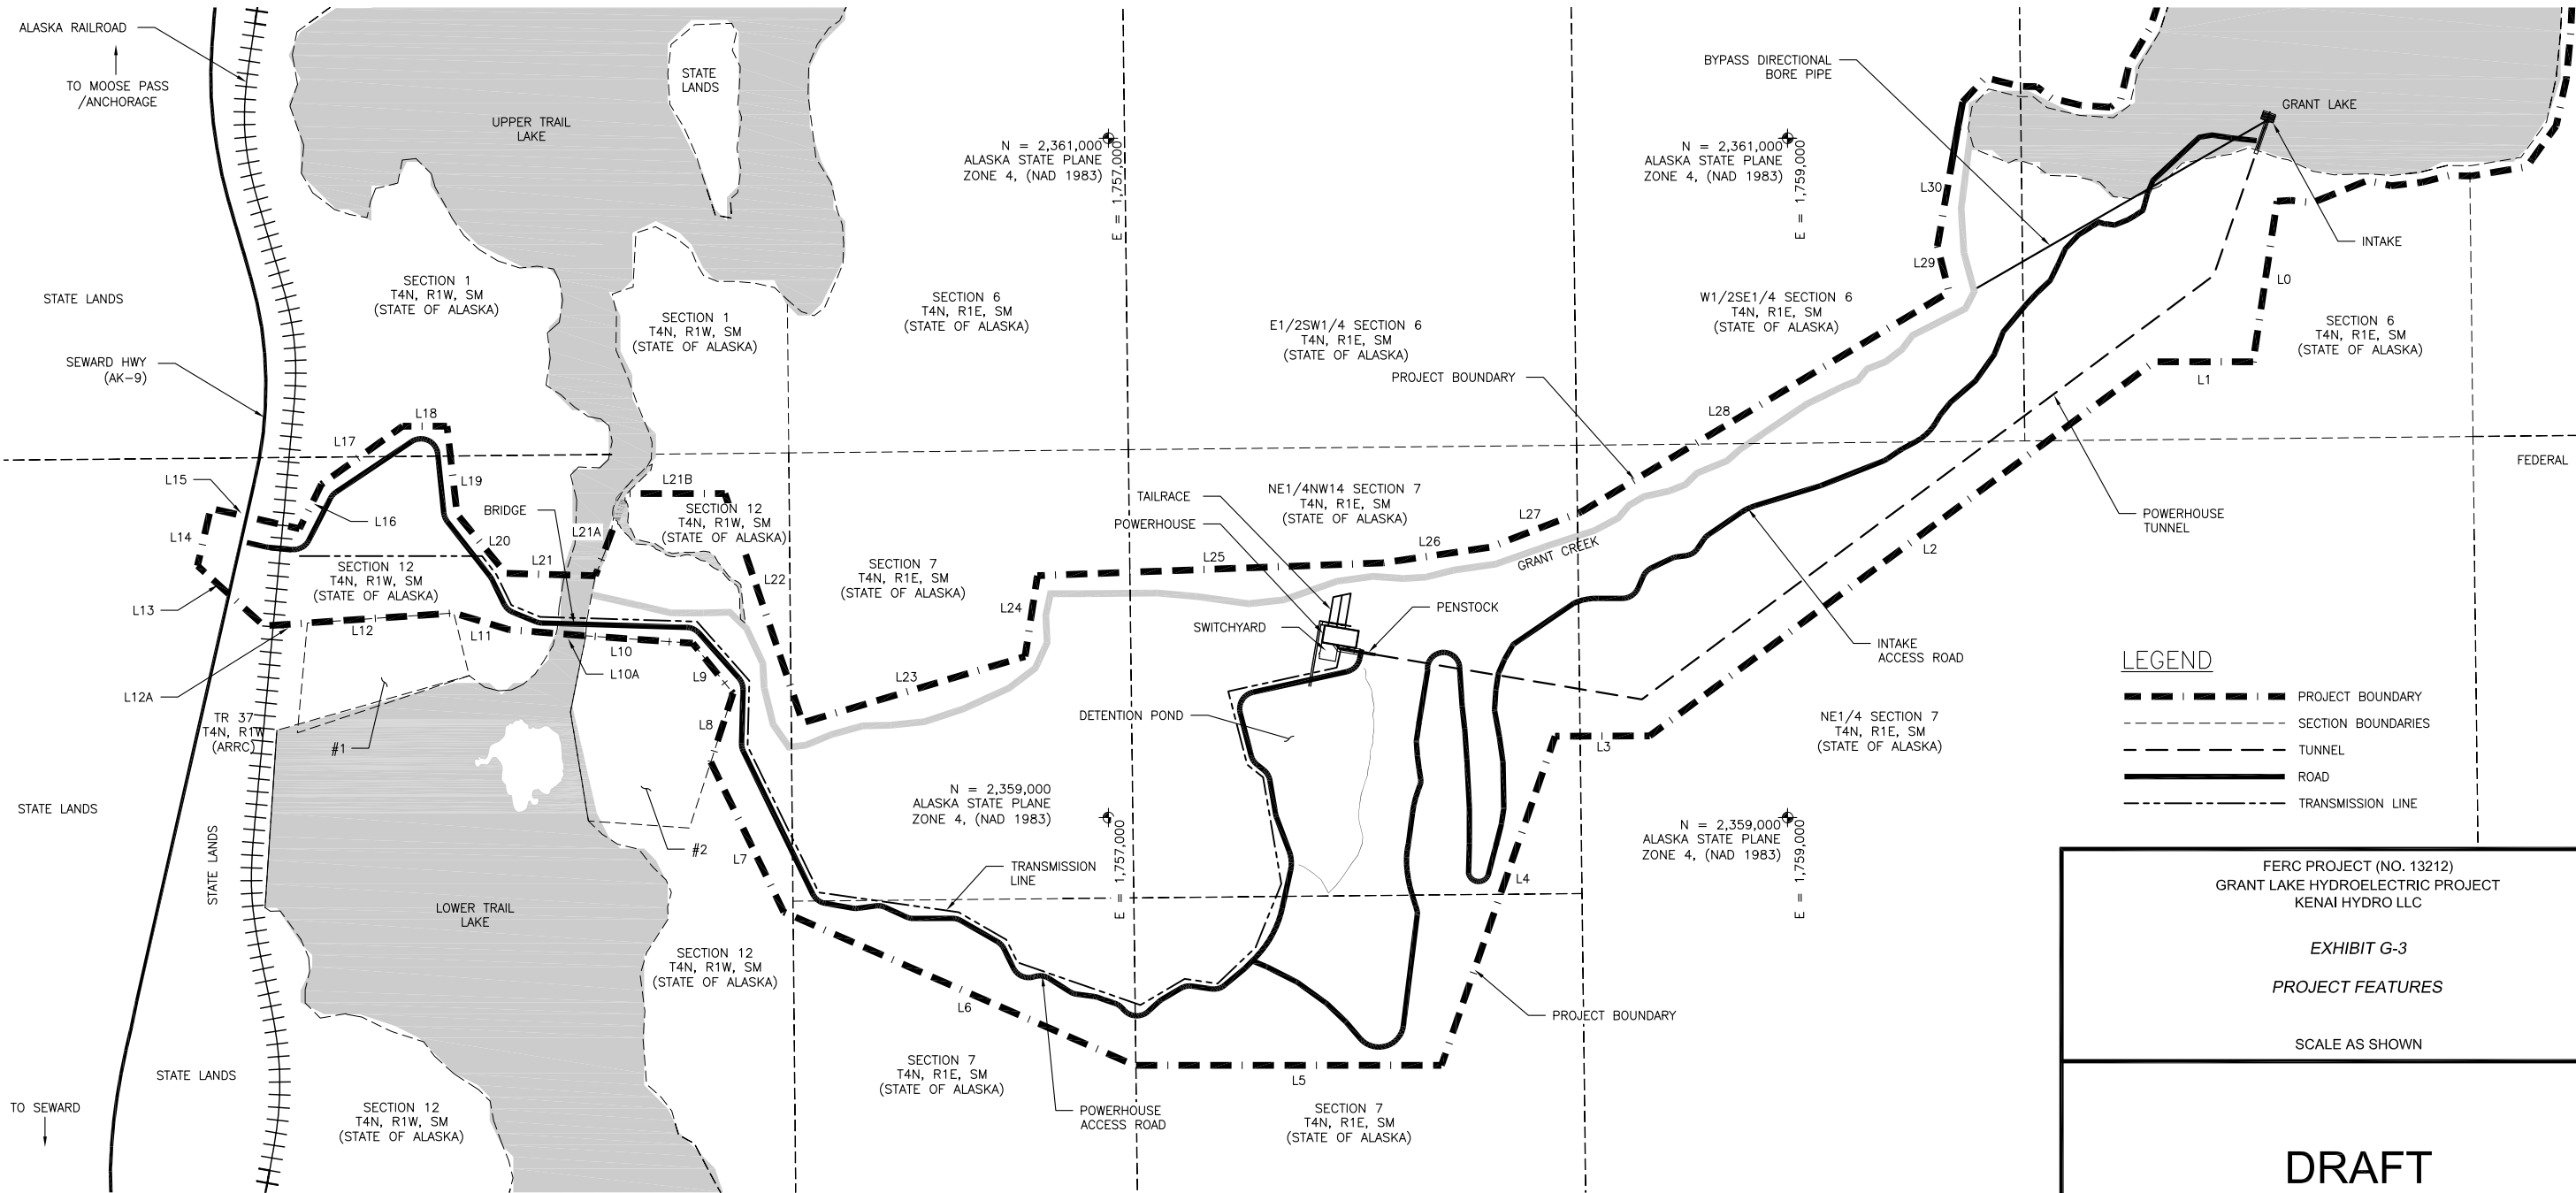 ALASKA RAILROAD
TO MOOSE PASS
/ANCHORAGE
UPPER TRAIL
LAKE
STATE
LANDS
N = 2,361,000
ALASKA STATE PLANE
ZONE 4, (NAD 1983)
E = 1,757,000
N = 2,361,000
ALASKA STATE PLANE
ZONE 4, (NAD 1983)
E = 1,759,000
BYPASS DIRECTIONAL
BORE PIPE
GRANT LAKE
INTAKE
L30
L29
L0
L1
STATE LANDS
SECTION 1
T4N, R1W, SM
(STATE OF ALASKA)
SECTION 1
T4N, R1W, SM
(STATE OF ALASKA)
SECTION 6
T4N, R1E, SM
(STATE OF ALASKA)
E1/2SW1/4 SECTION 6
T4N, R1E, SM
(STATE OF ALASKA)
W1/2SE1/4 SECTION 6
T4N, R1E, SM
(STATE OF ALASKA)
SECTION 6
T4N, R1E, SM
(STATE OF ALASKA)
SEWARD HWY
(AK-9)
PROJECT BOUNDARY
L28
L18
L17
L15
L19
L16
L14
BRIDGE
L20
L21
L21A
L21B
SECTION 12
T4N, R1W, SM
(STATE OF ALASKA)
L22
SECTION 12
T4N, R1W, SM
(STATE OF ALASKA)
L13
L12
L11
L10
L10A
L9
L8
L12A
SECTION 7
T4N, R1E, SM
(STATE OF ALASKA)
L24
L23
L25
L26
L27
TAILRACE
POWERHOUSE
SWITCHYARD
PENSTOCK
NE1/4NW14 SECTION 7
T4N, R1E, SM
(STATE OF ALASKA)
GRANT CREEK
FEDERAL
POWERHOUSE
TUNNEL
L2
INTAKE
ACCESS ROAD
L3
NE1/4 SECTION 7
T4N, R1E, SM
(STATE OF ALASKA)
LEGEND
PROJECT BOUNDARY
SECTION BOUNDARIES
TUNNEL
ROAD
TRANSMISSION LINE
TR 37
T4N, R1W
(ARRC)
#1
#2
L7
STATE LANDS
STATE LANDS
DETENTION POND
N = 2,359,000
ALASKA STATE PLANE
ZONE 4, (NAD 1983)
E = 1,757,000
N = 2,359,000
ALASKA STATE PLANE
ZONE 4, (NAD 1983)
E = 1,759,000
L4
TRANSMISSION
LINE
LOWER TRAIL
LAKE
SECTION 12
T4N, R1W, SM
(STATE OF ALASKA)
L6
L5
PROJECT BOUNDARY
STATE LANDS
SECTION 7
T4N, R1E, SM
(STATE OF ALASKA)
POWERHOUSE
ACCESS ROAD
SECTION 7
T4N, R1E, SM
(STATE OF ALASKA)
TO SEWARD
SECTION 12
T4N, R1W, SM
(STATE OF ALASKA)
FERC PROJECT (NO. 13212)
GRANT LAKE HYDROELECTRIC PROJECT
KENAI HYDRO LLC
EXHIBIT G-3
PROJECT FEATURES
SCALE AS SHOWN
DRAFT